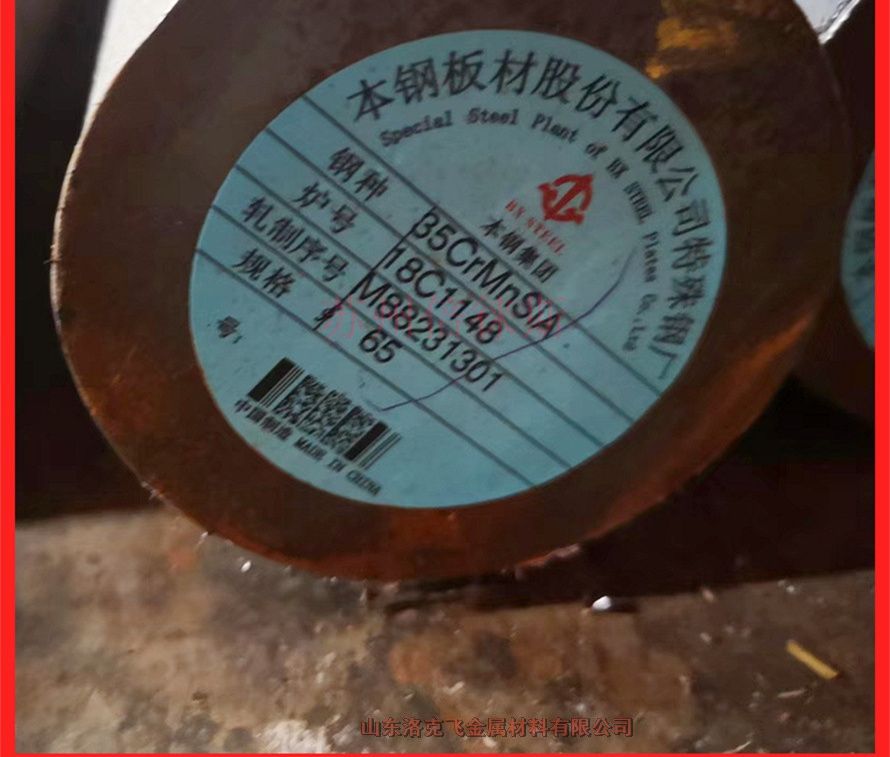 本钢板材股份有限公司特殊钢厂
Special Steel Plant of BX STEEL Plates Co.,Ltd
BX STEEL
本钢集团
钢种 35CrMnSiA
炉号 18C1148
轧制序号 M88231301
规格 65
中国制造 MADE IN CHINA
山东洛克飞金属材料有限公司